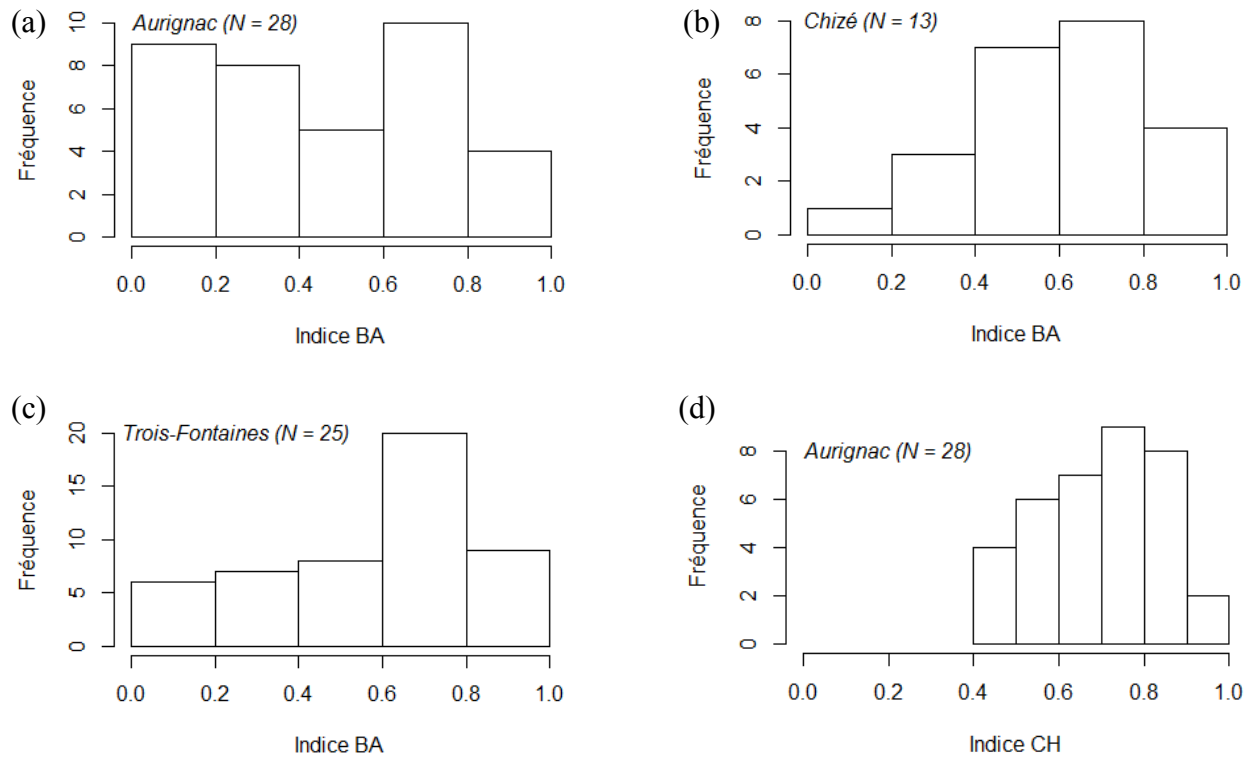 (a)
Aurignac (N = 28)
Fréquence
0 2 4 6 8 10
0.0 0.2 0.4 0.6 0.8 1.0
Indice BA
(b)
Chizé (N = 13)
Fréquence
0 2 4 6 8
0.0 0.2 0.4 0.6 0.8 1.0
Indice BA
(c)
Trois-Fontaines (N = 25)
Fréquence
0 5 10 15 20
0.0 0.2 0.4 0.6 0.8 1.0
Indice BA
(d)
Aurignac (N = 28)
Fréquence
0 2 4 6 8
0.0 0.2 0.4 0.6 0.8 1.0
Indice CH